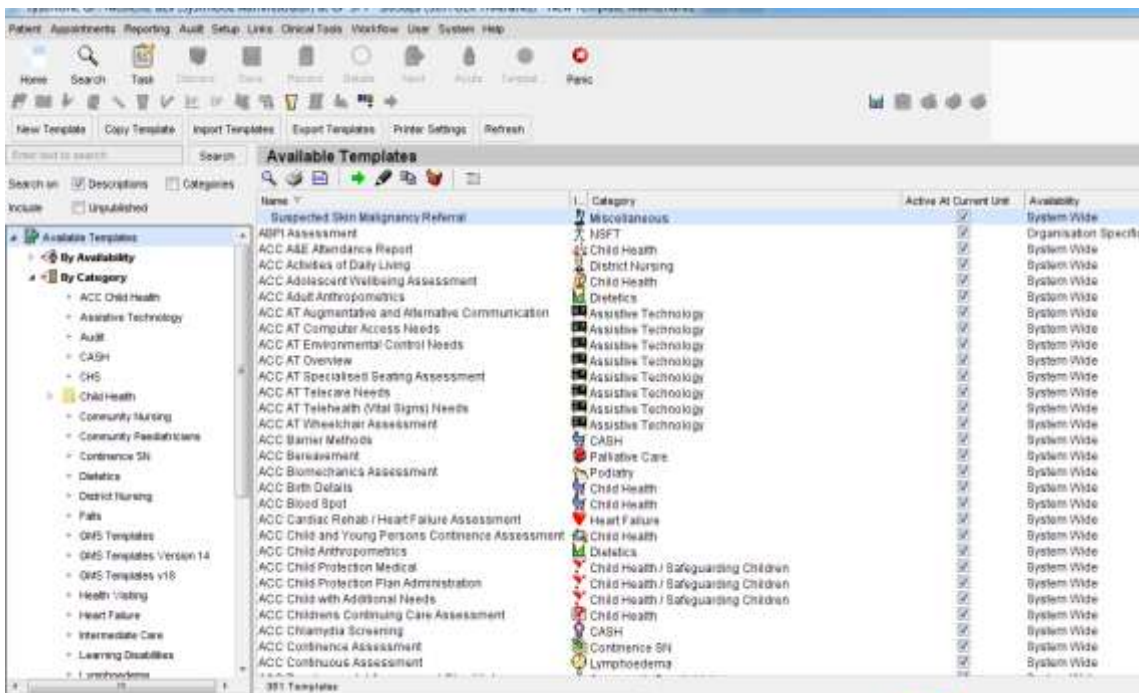 Patient Appointments Reporting Audit Setup Links Clinical Tools Workflow User System Help
Home Search Task Discard Save Record Details Next Acute Panic
New Template Copy Template Import Templates Export Templates Printer Settings Refresh
Enter text to search Search
Search on Descriptions Categories
Include Unpublished
Available Templates
By Availability
By Category
ACC Child Health
Assistive Technology
Audit
CASH
CHS
Child Health
Community Nursing
Community Paediatricians
Continence SN
Dietetics
District Nursing
Falls
GMS Templates
GMS Templates Version 14
GMS Templates v18
Health Visiting
Heart Failure
Intermediate Care
Learning Disabilities
Lymphoedema
Available Templates
Name I... Category Active At Current Unit Availability
Suspected Skin Malignancy Referral Miscellaneous System Wide
ABPI Assessment NSFT Organisation Specific
ACC A&E Attendance Report Child Health System Wide
ACC Activities of Daily Living District Nursing System Wide
ACC Adolescent Wellbeing Assessment Child Health System Wide
ACC Adult Anthropometrics Dietetics System Wide
ACC AT Augmentative and Alternative Communication Assistive Technology System Wide
ACC AT Computer Access Needs Assistive Technology System Wide
ACC AT Environmental Control Needs Assistive Technology System Wide
ACC AT Overview Assistive Technology System Wide
ACC AT Specialised Seating Assessment Assistive Technology System Wide
ACC AT Telecare Needs Assistive Technology System Wide
ACC AT Telehealth (Vital Signs) Needs Assistive Technology System Wide
ACC AT Wheelchair Assessment Assistive Technology System Wide
ACC Barrier Methods CASH System Wide
ACC Bereavement Palliative Care System Wide
ACC Biomechanics Assessment Podiatry System Wide
ACC Birth Details Child Health System Wide
ACC Blood Spot Child Health System Wide
ACC Cardiac Rehab / Heart Failure Assessment Heart Failure System Wide
ACC Child and Young Persons Continence Assessment Child Health System Wide
ACC Child Anthropometrics Dietetics System Wide
ACC Child Protection Medical Child Health / Safeguarding Children System Wide
ACC Child Protection Plan Administration Child Health / Safeguarding Children System Wide
ACC Child with Additional Needs Child Health / Safeguarding Children System Wide
ACC Childrens Continuing Care Assessment Child Health System Wide
ACC Chlamydia Screening CASH System Wide
ACC Continence Assessment Continence SN System Wide
ACC Continuous Assessment Lymphoedema System Wide
351 Templates